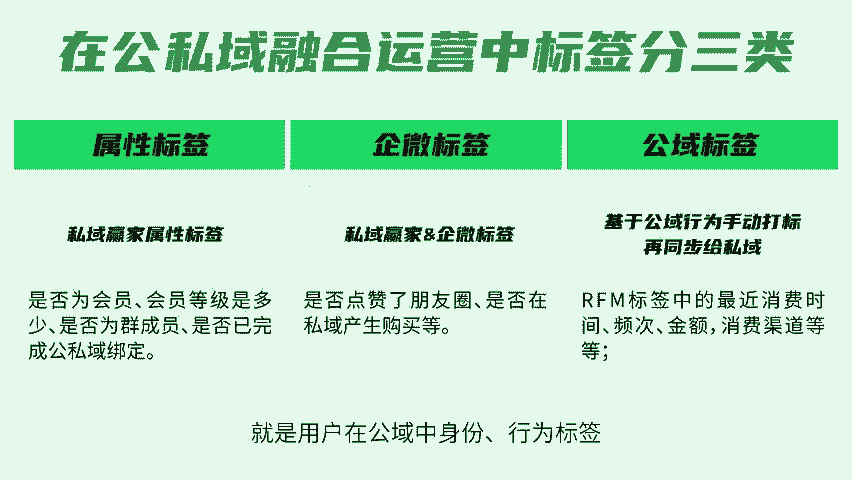 在公私域融合运营中标签分三类
属性标签
企微标签
公域标签
私域赢家属性标签
私域赢家&企微标签
基于公域行为手动打标
再同步给私域
是否为会员、会员等级是多
少、是否为群成员、是否已完
成公私域绑定。
是否点赞了朋友圈、是否在
私域产生购买等。
RFM标签中的最近消费时
间、频次、金额，消费渠道等
等；
就是用户在公域中身份、行为标签